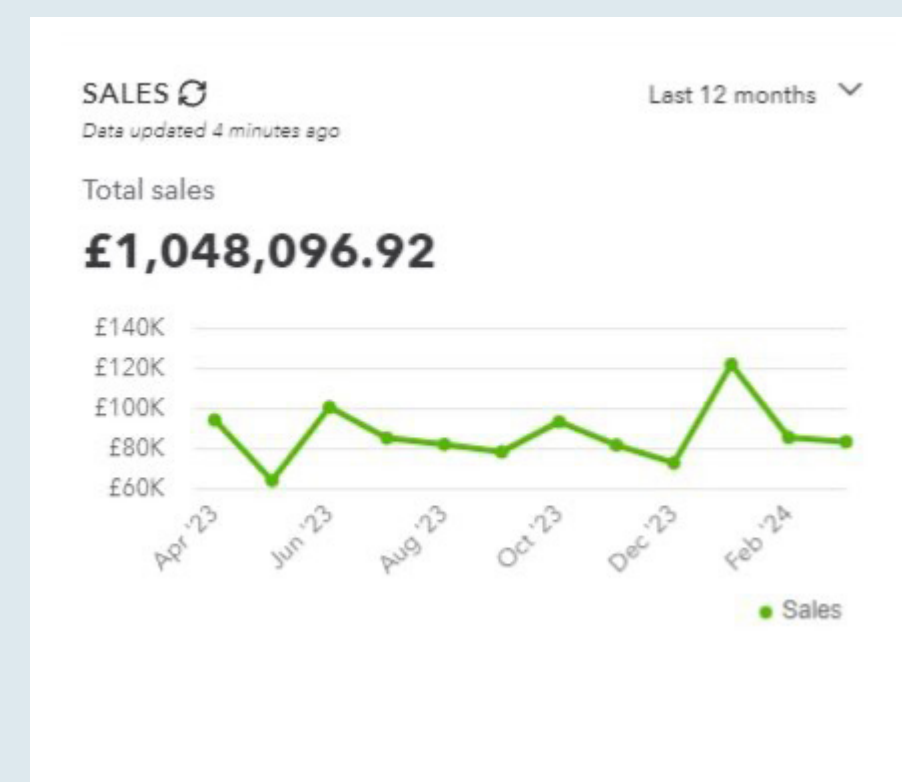 SALES
Last 12 months
Data updated 4 minutes ago
Total sales
£1,048,096.92
£140K
£120K
£100K
£80K
£60K
Apr '23
Jun '23
Aug '23
Oct '23
Dec '23
Feb '24
Sales